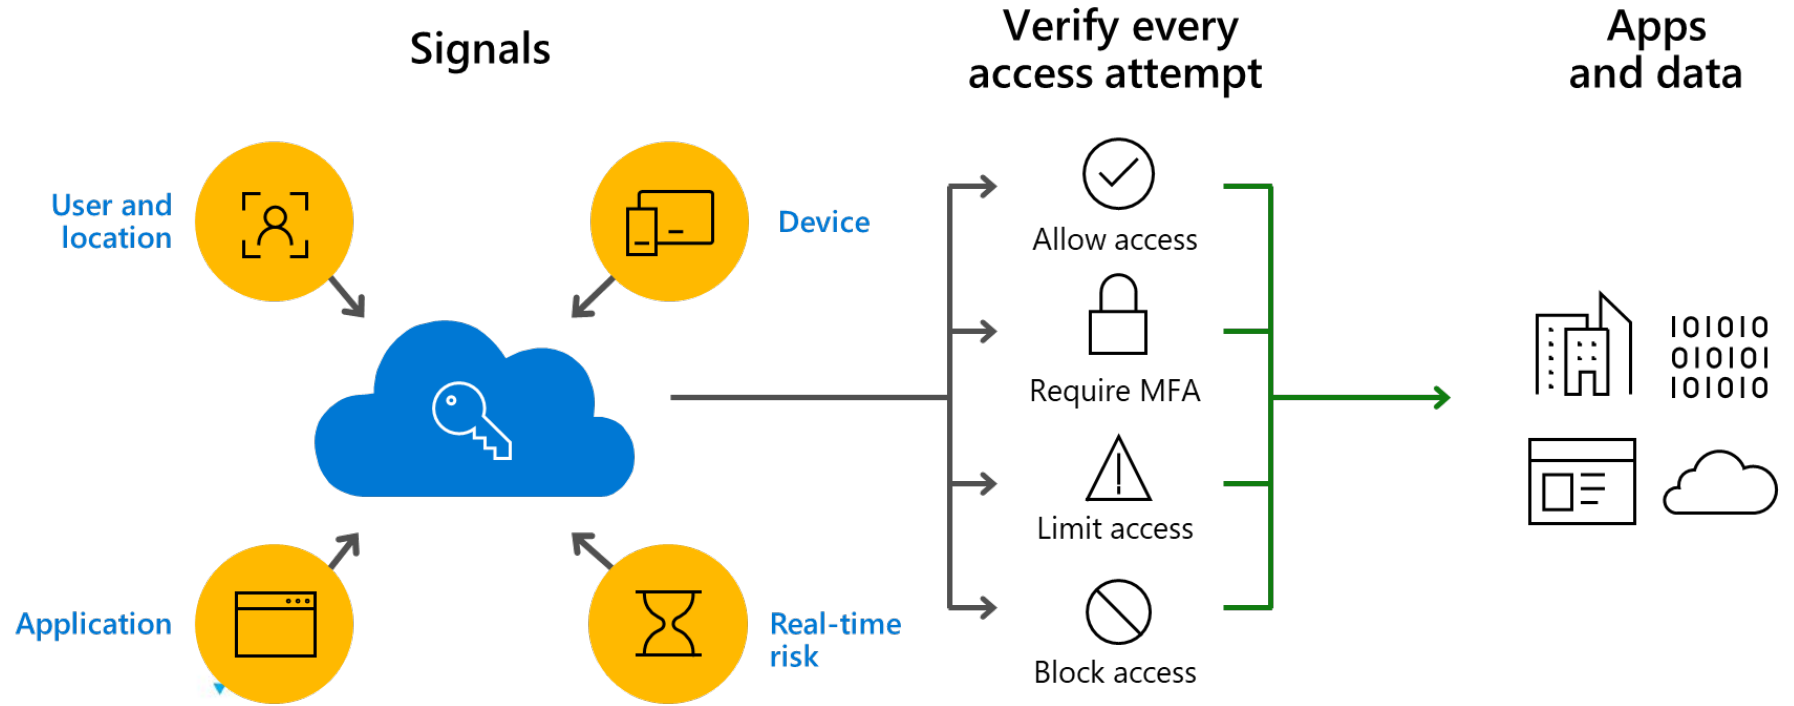 Signals
Verify every
access attempt
Apps
and data
User and
location
Device
Application
Real-time
risk
Allow access
Require MFA
Limit access
Block access
101010
010101
101010